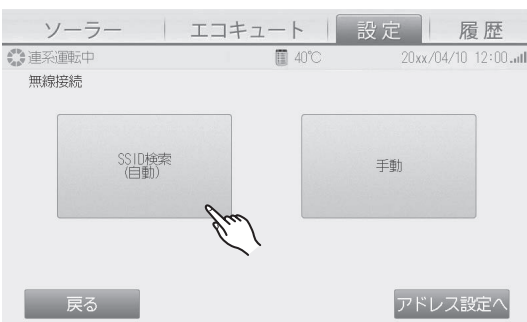 ソーラー エコキュート 設定 履歴
連系運転中 40℃ 20xx/04/10 12:00
無線接続
SSID検索
(自動)
手動
戻る アドレス設定へ